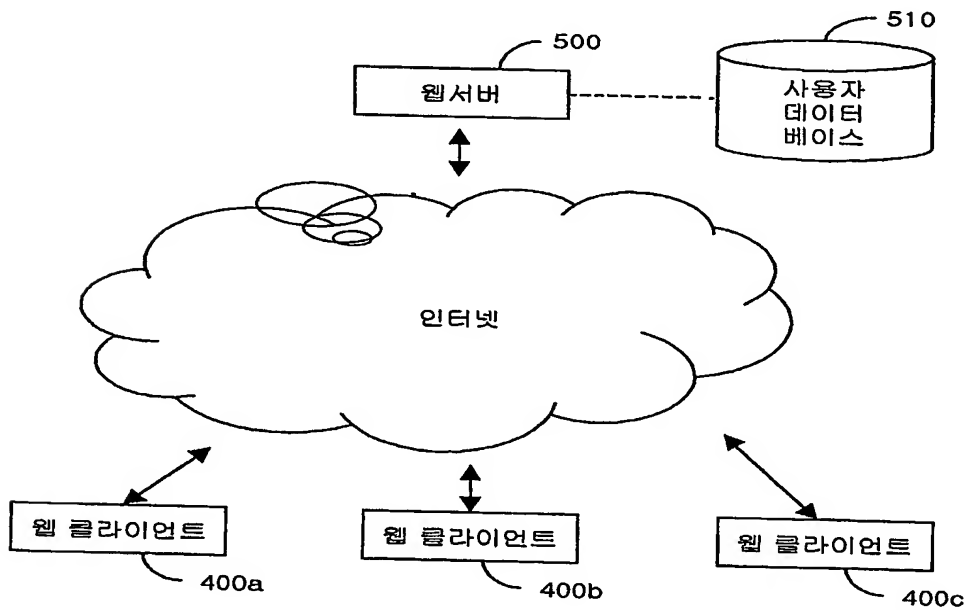 500
510
웹서버
사용자
데이터
베이스
인터넷
웹 클라이언트
웹 클라이언트
웹 클라이언트
400a
400b
400c